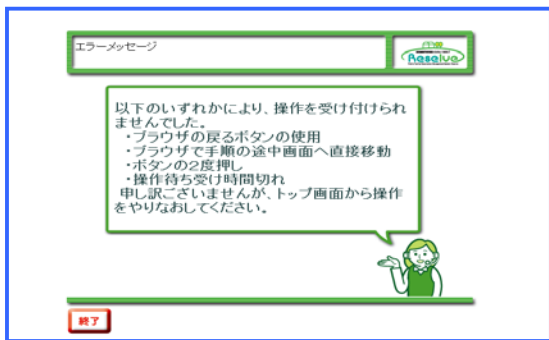 エラーメッセージ
Reselve
以下のいずれかにより、操作を受け付けられ
ませんでした。
・ブラウザの戻るボタンの使用
・ブラウザで手順の途中画面へ直接移動
・ボタンの2度押し
・操作待ち受け時間切れ
申し訳ございませんが、トップ画面から操作
をやりなおしてください。
終了